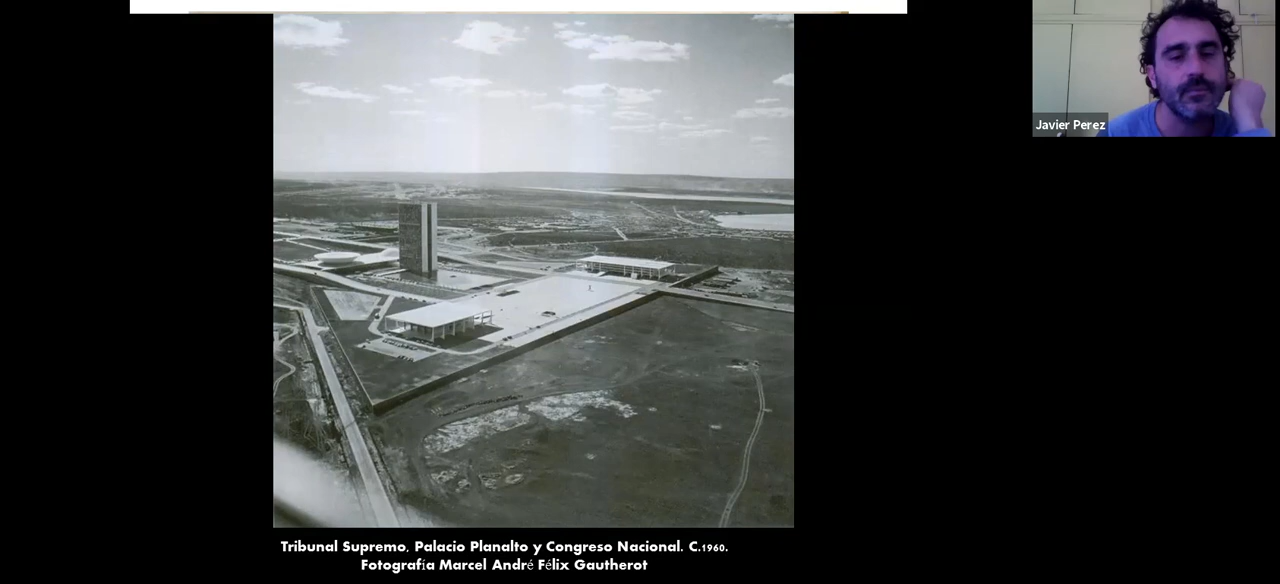 Javier Perez
Tribunal Supremo, Palacio Planalto y Congreso Nacional. C.1960.
Fotografía Marcel André Félix Gautherot